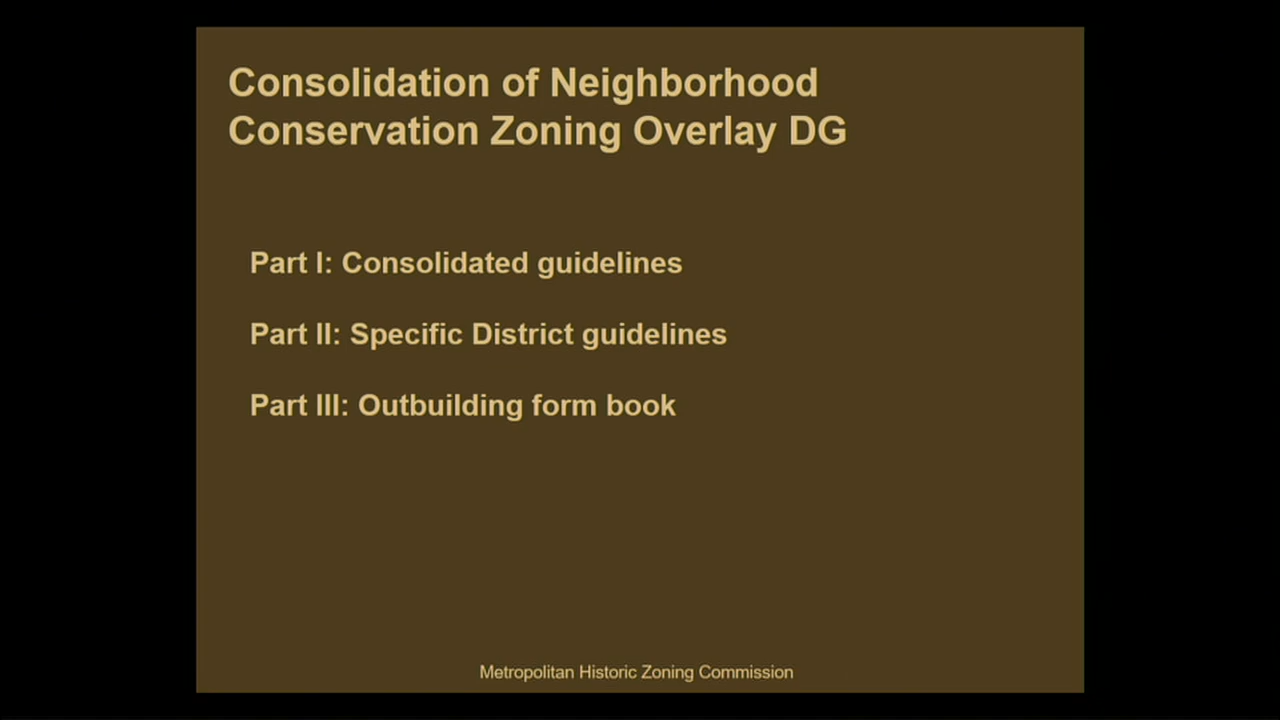 Consolidation of Neighborhood
Conservation Zoning Overlay DG
Part I: Consolidated guidelines
Part II: Specific District guidelines
Part III: Outbuilding form book
Metropolitan Historic Zoning Commission